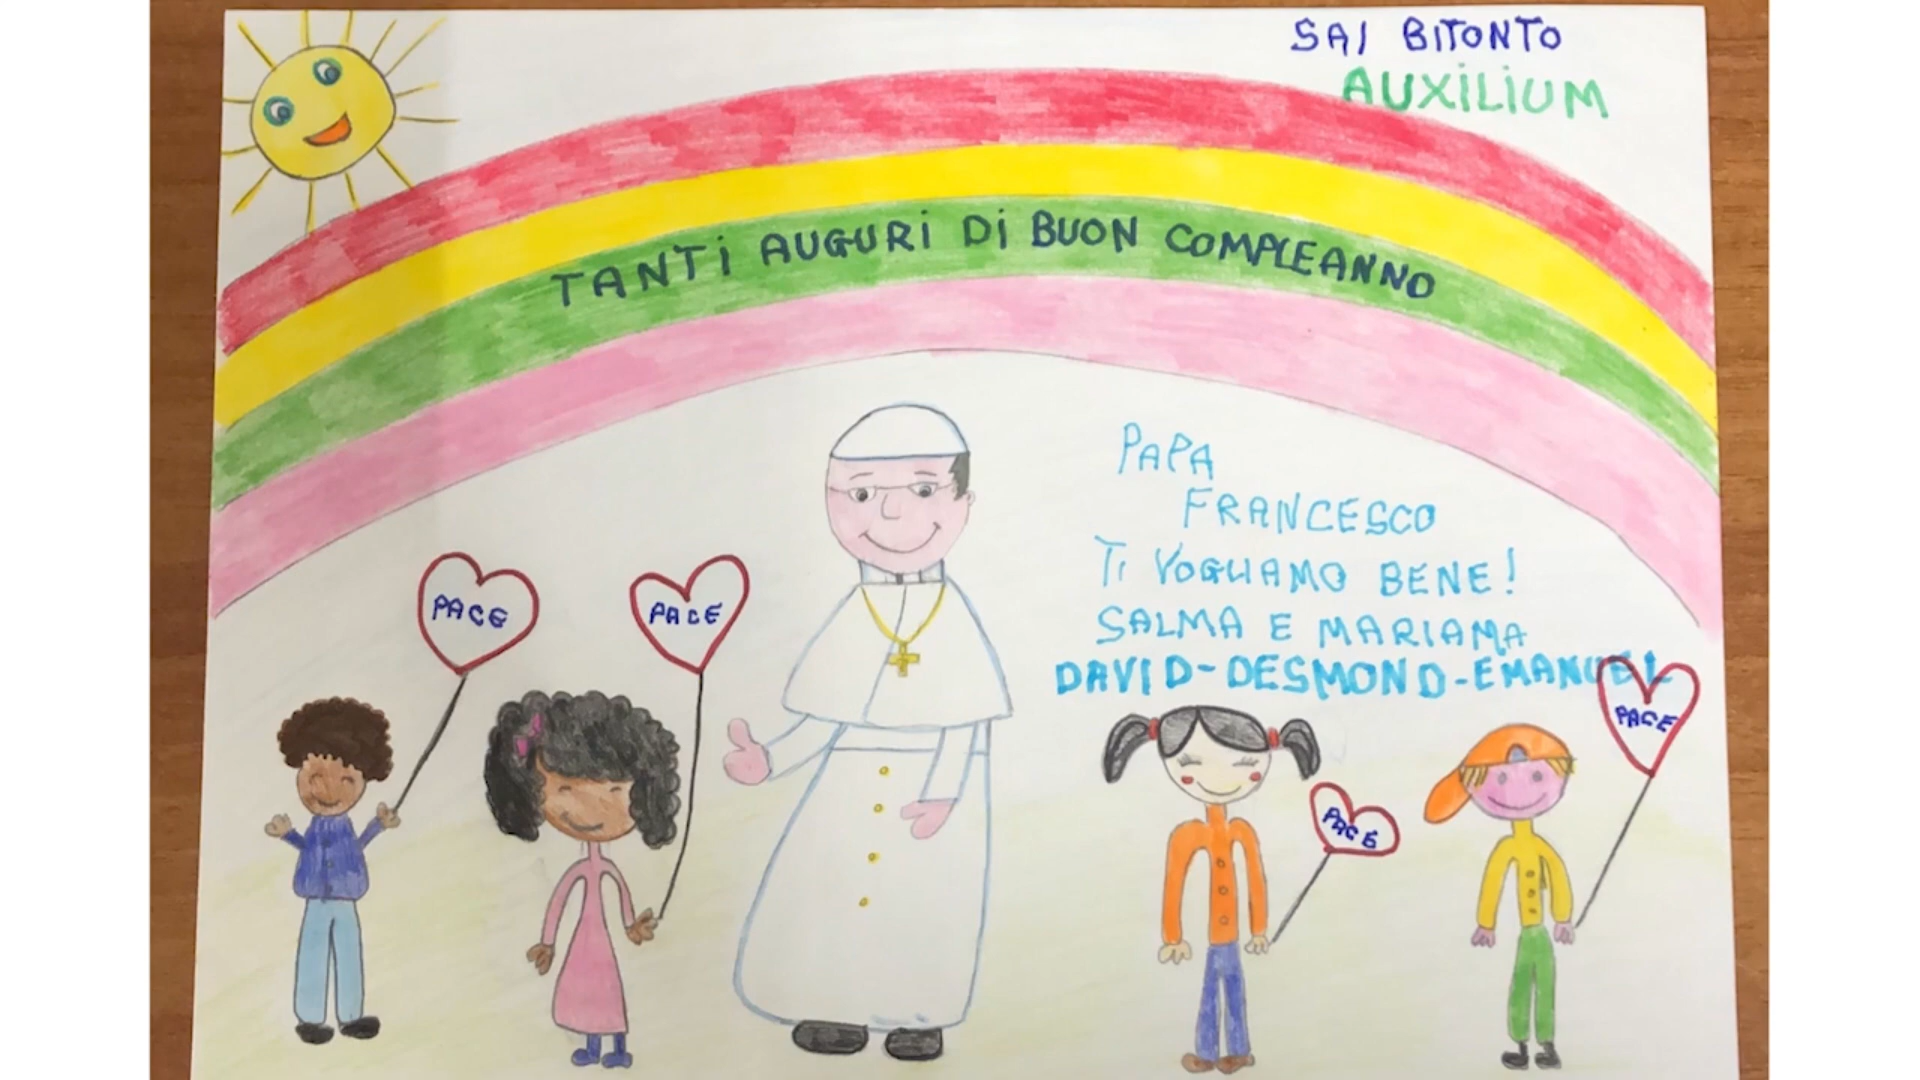 SAI BITONTO
AUXILIUM
TANTI AUGURI DI BUON COMPLEANNO
PAPA
FRANCESCO
TI VOGLIAMO BENE!
SALMA E MARIAMA
DAVID-DESMOND-EMANUEL
PACE
PACE
PACE
PACE